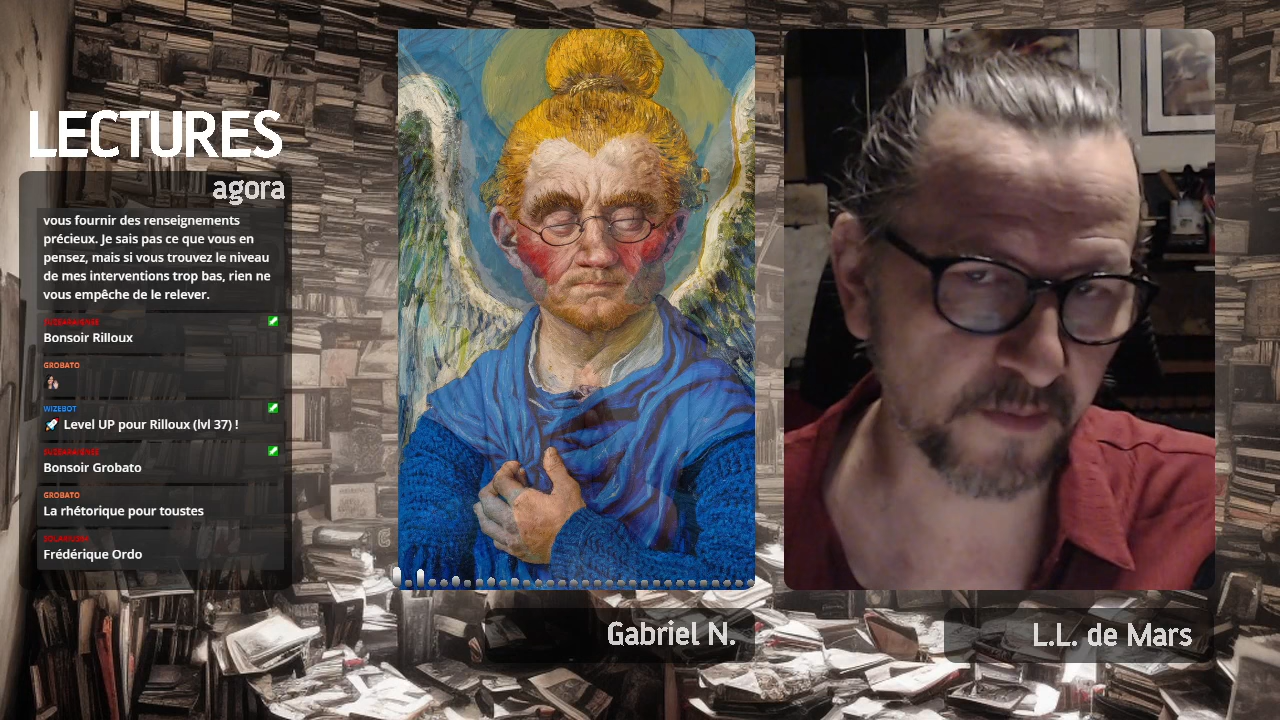 LECTURES
agora
vous fournir des renseignements
précieux. Je sais pas ce que vous en
pensez, mais si vous trouvez le niveau
de mes interventions trop bas, rien ne
vous empêche de le relever.
Bonsoir Rilloux
GROBATO
WIZEBOT
🚀 Level UP pour Rilloux (lvl 37) !
Bonsoir Grobato
GROBATO
La rhétorique pour toustes
Frédérique Ordo
Gabriel N.
L.L. de Mars